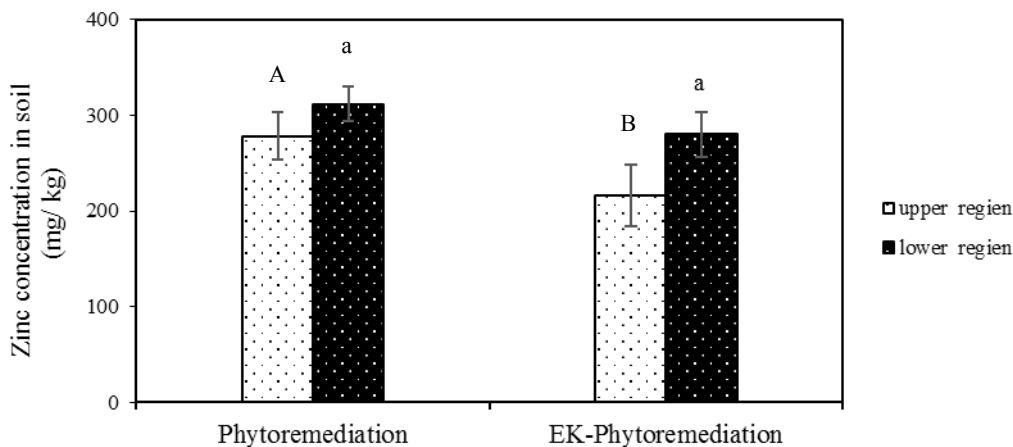 Zinc concentration in soil
(mg/ kg)
400
300
200
100
0
A
a
B
a
Phytoremediation
EK-Phytoremediation
upper regien
lower regien